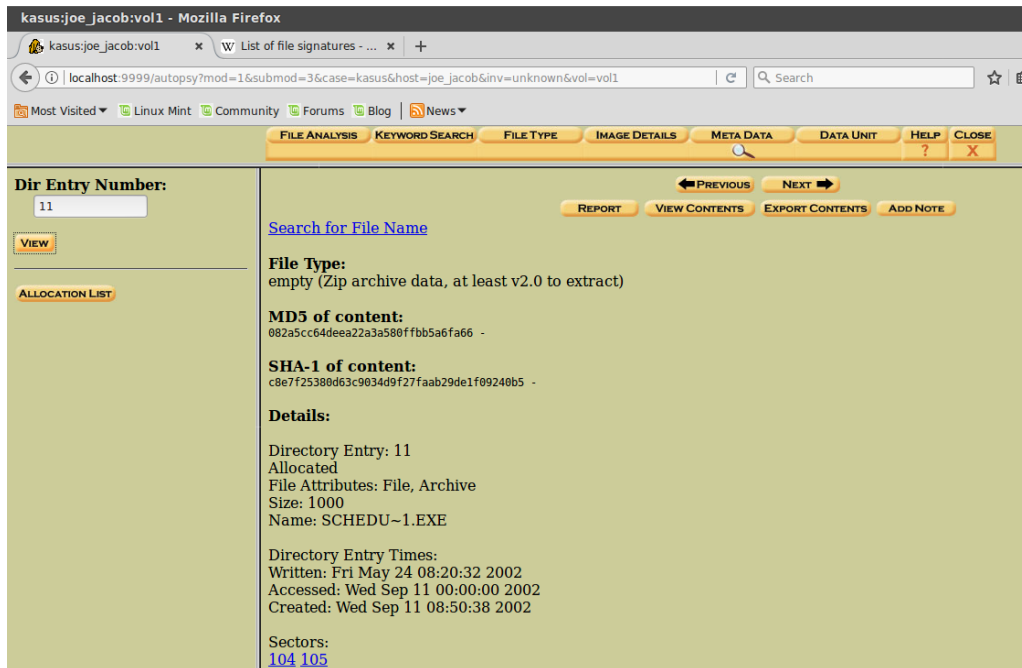 kasus:joe_jacob:vol1 - Mozilla Firefox
kasus:joe_jacob:vol1 × W List of file signatures - ... × +
localhost:9999/autopsy?mod=1&submod=3&case=kasus&host=joe_jacob&inv=unknown&vol=vol1 Search
Most Visited Linux Mint Community Forums Blog News
FILE ANALYSIS KEYWORD SEARCH FILE TYPE IMAGE DETAILS META DATA DATA UNIT HELP CLOSE
? X
Dir Entry Number:
11
VIEW
ALLOCATION LIST
PREVIOUS NEXT
REPORT VIEW CONTENTS EXPORT CONTENTS ADD NOTE
Search for File Name
File Type:
empty (Zip archive data, at least v2.0 to extract)
MD5 of content:
082a5cc64deea22a3a580ffbb5a6fa66 -
SHA-1 of content:
c8e7f25380d63c9034d9f27faab29de1f09240b5 -
Details:
Directory Entry: 11
Allocated
File Attributes: File, Archive
Size: 1000
Name: SCHEDU~1.EXE
Directory Entry Times:
Written: Fri May 24 08:20:32 2002
Accessed: Wed Sep 11 00:00:00 2002
Created: Wed Sep 11 08:50:38 2002
Sectors:
104 105